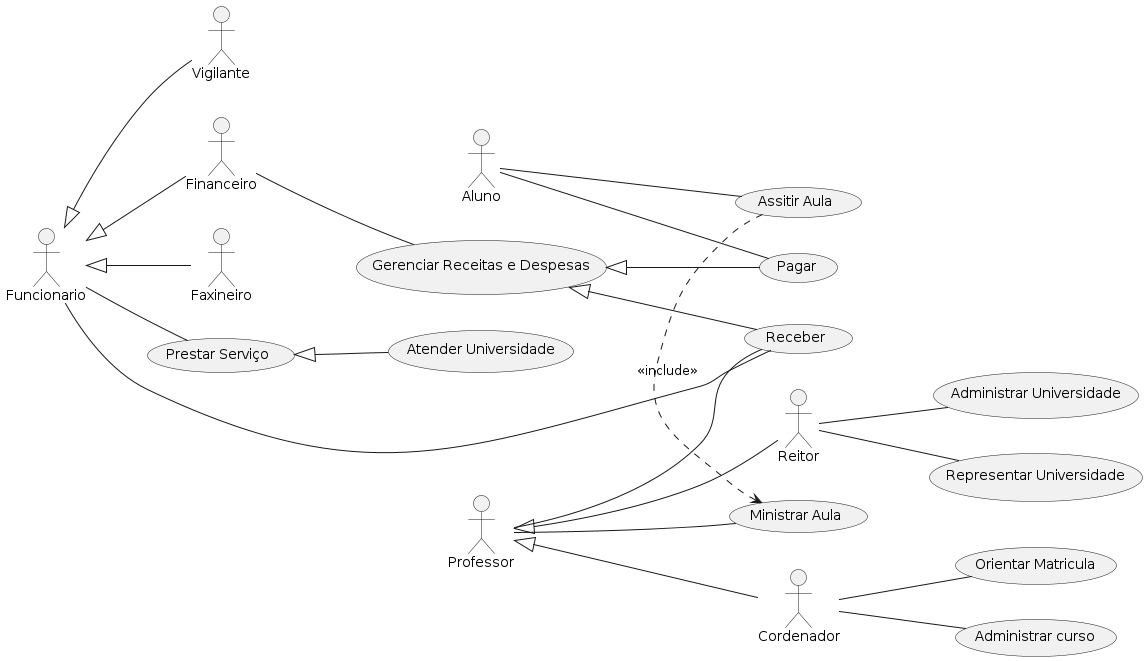 Vigilante
Financeiro
Aluno
Assitir Aula
Gerenciar Receitas e Despesas
Pagar
Funcionario
Faxineiro
Receber
Prestar Serviço
Atender Universidade
«include»
Administrar Universidade
Reitor
Representar Universidade
Ministrar Aula
Professor
Orientar Matricula
Cordenador
Administrar curso